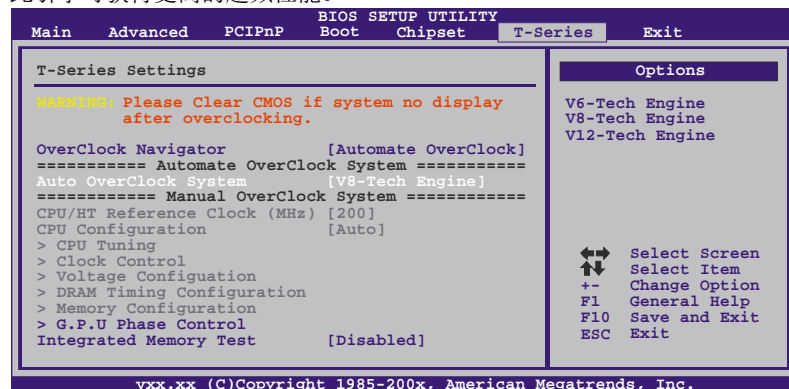 BIOS SETUP UTILITY
Main Advanced PCIPnP Boot Chipset T-Series Exit
T-Series Settings
WARNING: Please Clear CMOS if system no display
after overclocking.
OverClock Navigator [Automate OverClock]
=========== Automate OverClock System ===========
Auto OverClock System [V8-Tech Engine]
============ Manual OverClock System ============
CPU/HT Reference Clock (MHz) [200]
CPU Configuration [Auto]
> CPU Tuning
> Clock Control
> Voltage Configuation
> DRAM Timing Configuration
> Memory Configuration
> G.P.U Phase Control
Integrated Memory Test [Disabled]
Options
V6-Tech Engine
V8-Tech Engine
V12-Tech Engine
Select Screen
Select Item
+- Change Option
F1 General Help
F10 Save and Exit
ESC Exit
vxx.xx (C)Copyright 1985-200x, American Megatrends, Inc.